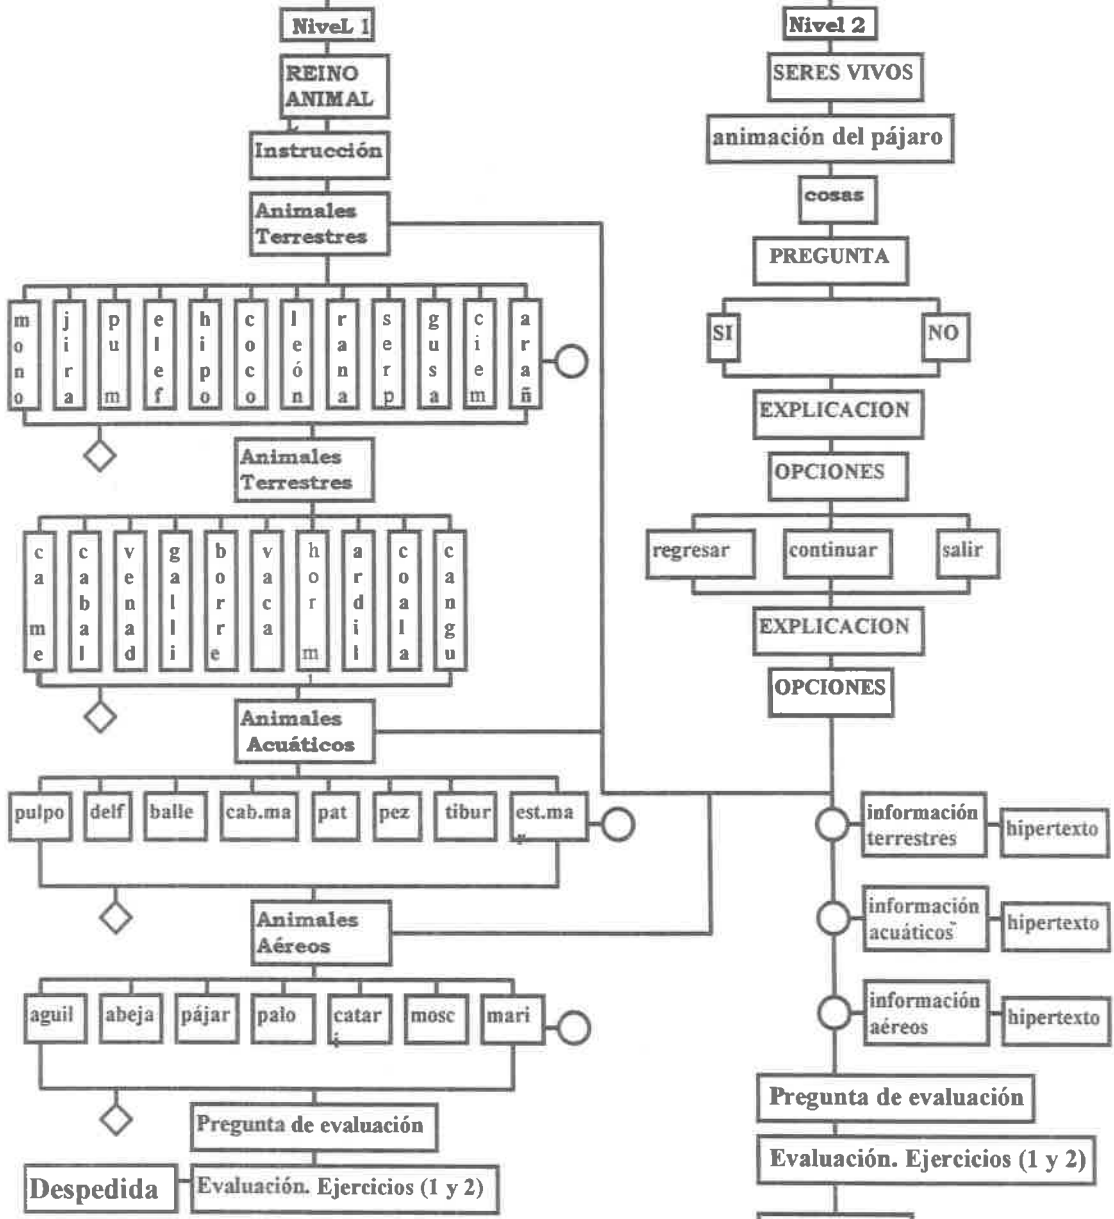 NiveL 1
REINO
ANIMAL
Instrucción
Animales
Terrestres
mono
jira
pum
elef
hipo
coco
león
rana
serp
gusa
ciem
arañ
Animales
Terrestres
came
cabal
venad
galli
borre
vaca
horm
ardil
coala
cangu
Animales
Acuáticos
pulpo
delf
balle
cab.ma
pat
pez
tibur
est.ma
r
Animales
Aéreos
aguil
abeja
pájar
palo
catar
mosc
mari
Pregunta de evaluación
Despedida
Evaluación. Ejercicios (1 y 2)
Nivel 2
SERES VIVOS
animación del pájaro
cosas
PREGUNTA
SI
NO
EXPLICACION
OPCIONES
regresar
continuar
salir
EXPLICACION
OPCIONES
información
terrestres
hipertexto
información
acuáticos
hipertexto
información
aéreos
hipertexto
Pregunta de evaluación
Evaluación. Ejercicios (1 y 2)